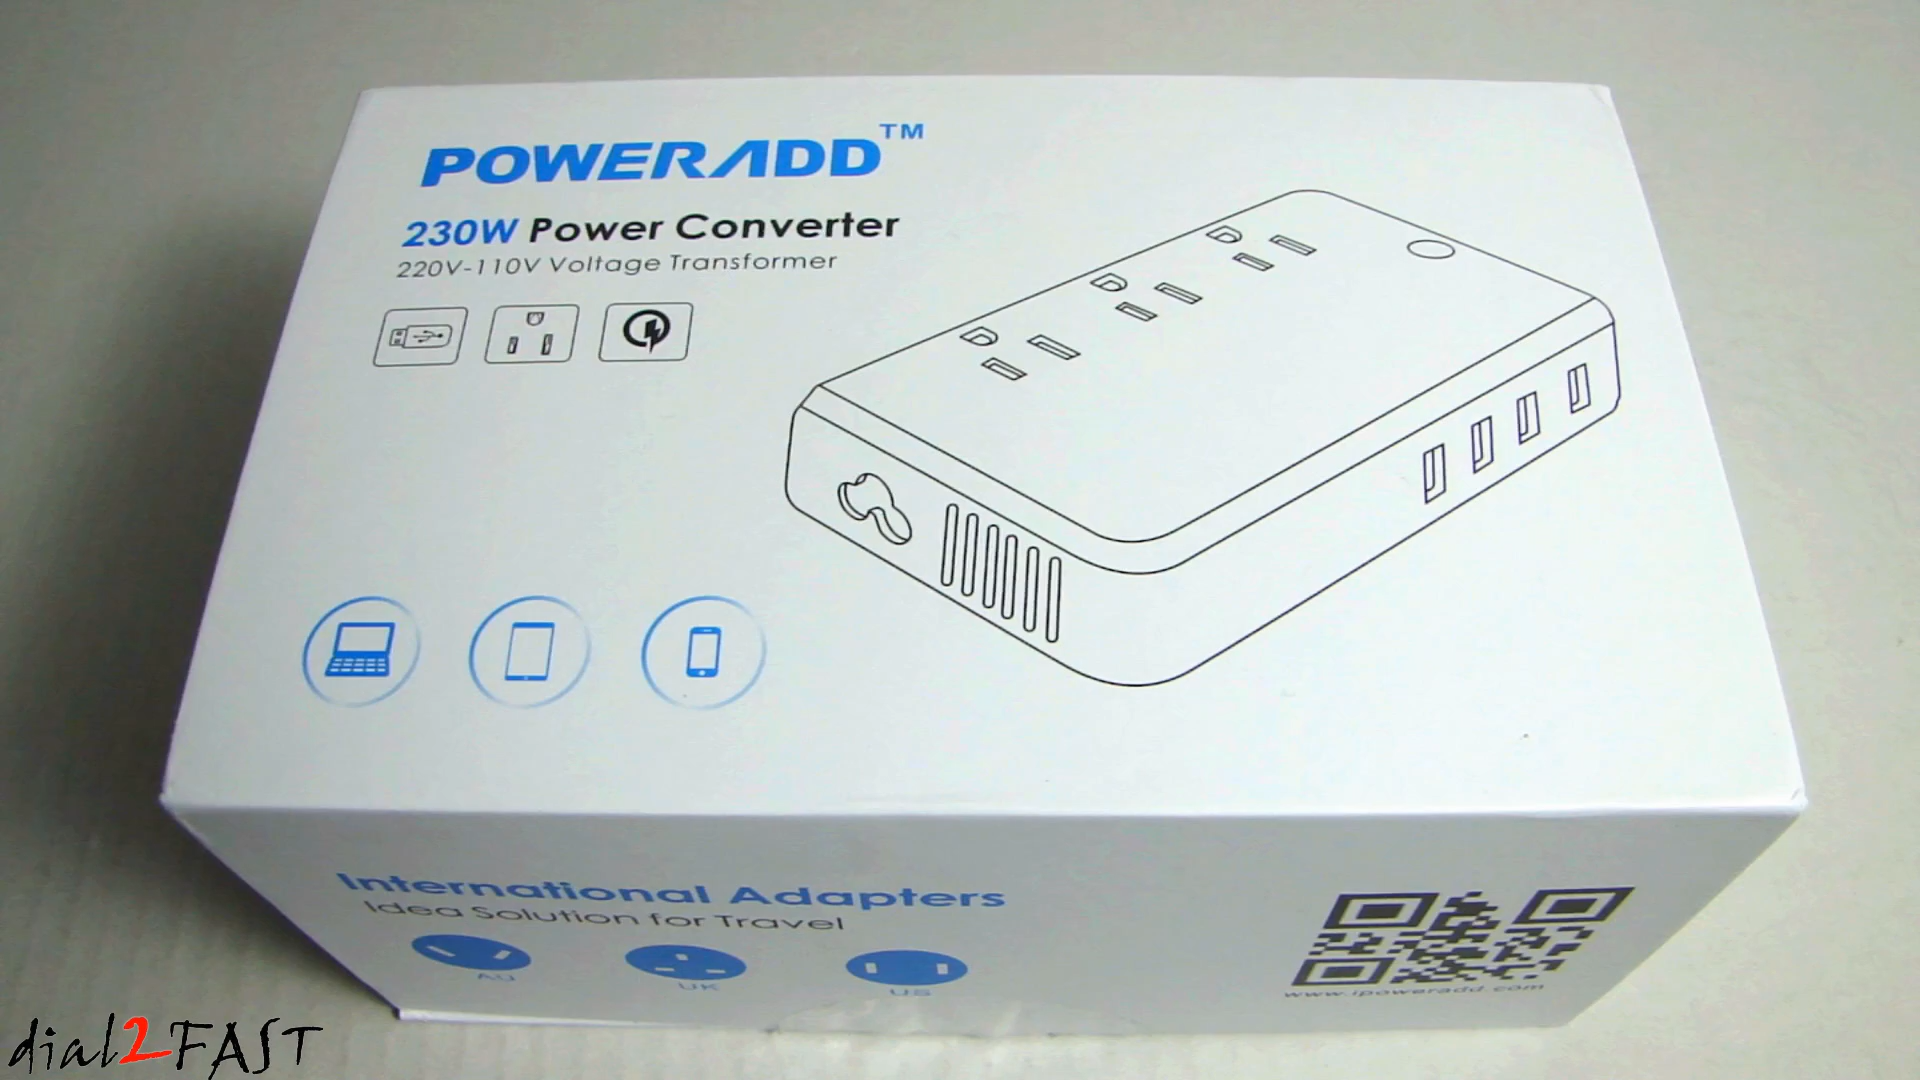 POWERADD™
230W Power Converter
220V-110V Voltage Transformer
International Adapters
Idea Solution for Travel
AU
UK
US
www.ipoweradd.com
dial2FAST